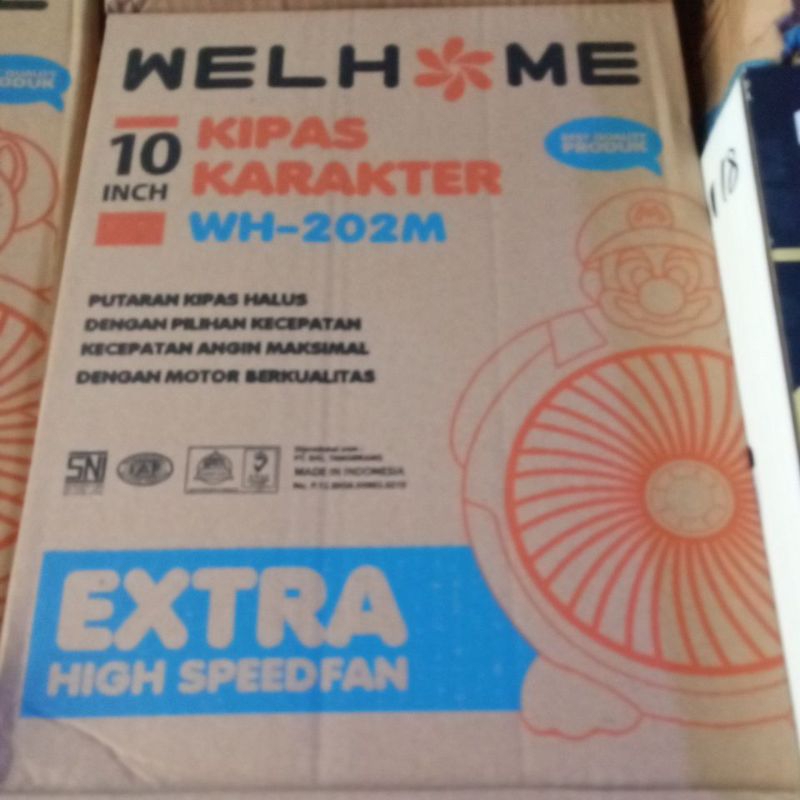 WELHOME
BEST QUALITY
PRODUK
10
INCH
KIPAS
KARAKTER
WH-202M
M
PUTARAN KIPAS HALUS
DENGAN PILIHAN KECEPATAN
KECEPATAN ANGIN MAKSIMAL
DENGAN MOTOR BERKUALITAS
SNI
MADE IN INDONESIA
EXTRA
HIGH SPEEDFAN
QUALITY